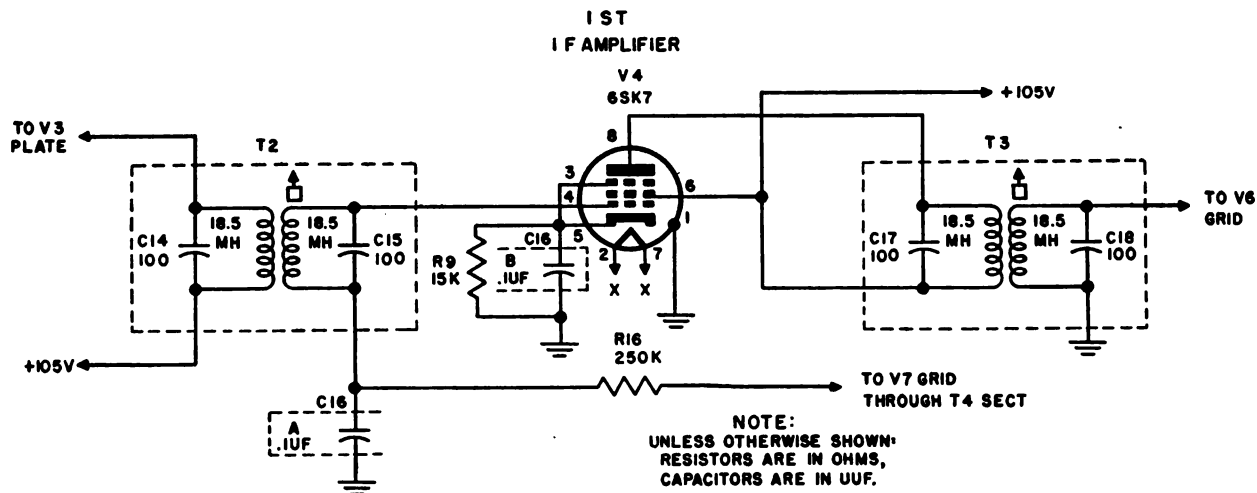 1 ST
1 F AMPLIFIER
V4
6SK7
+105V
TO V3
PLATE
T2
8
T3
3
6
4
1
TO V6
GRID
18.5
MH
18.5
MH
C14
100
C15
100
5
C16
2
7
R9
15K
B
.1UF
X
X
18.5
MH
18.5
MH
C17
100
C18
100
+105V
R16
250K
TO V7 GRID
THROUGH T4 SECT
C16
A
.1UF
NOTE:
UNLESS OTHERWISE SHOWN:
RESISTORS ARE IN OHMS,
CAPACITORS ARE IN UUF.